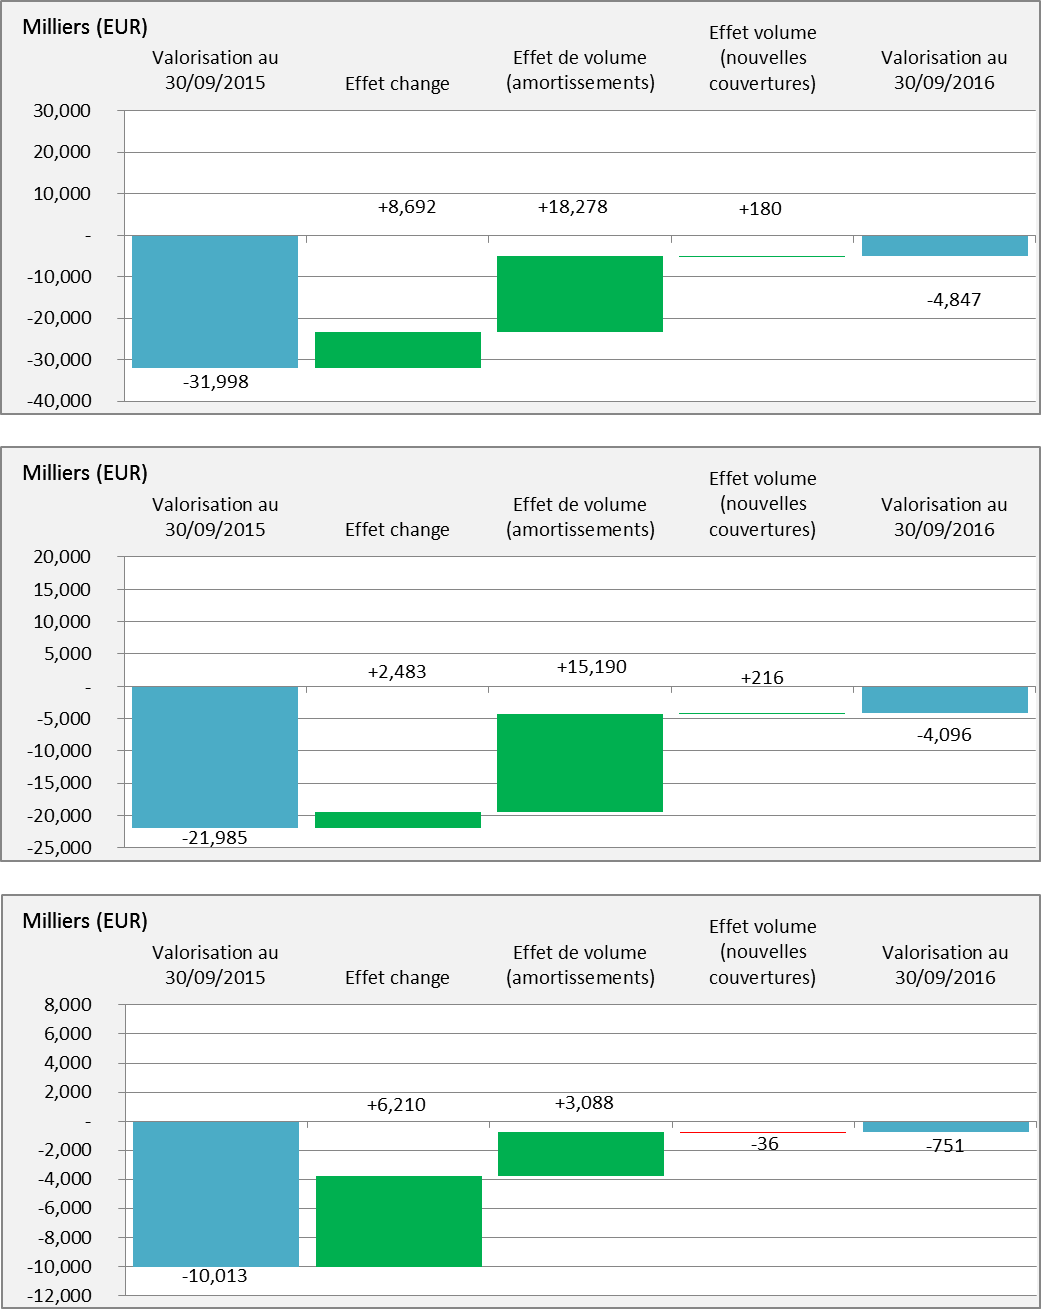 Milliers (EUR)
Valorisation au
30/09/2015
Effet change
Effet de volume
(amortissements)
Effet volume
(nouvelles
couvertures)
Valorisation au
30/09/2016
30,000
20,000
10,000
-
-10,000
-20,000
-30,000
-40,000
-31,998
+8,692
+18,278
+180
-4,847
Milliers (EUR)
Valorisation au
30/09/2015
Effet change
Effet de volume
(amortissements)
Effet volume
(nouvelles
couvertures)
Valorisation au
30/09/2016
20,000
15,000
10,000
5,000
-
-5,000
-10,000
-15,000
-20,000
-25,000
-21,985
+2,483
+15,190
+216
-4,096
Milliers (EUR)
Valorisation au
30/09/2015
Effet change
Effet de volume
(amortissements)
Effet volume
(nouvelles
couvertures)
Valorisation au
30/09/2016
8,000
6,000
4,000
2,000
-
-2,000
-4,000
-6,000
-8,000
-10,000
-12,000
-10,013
+6,210
+3,088
-36
-751